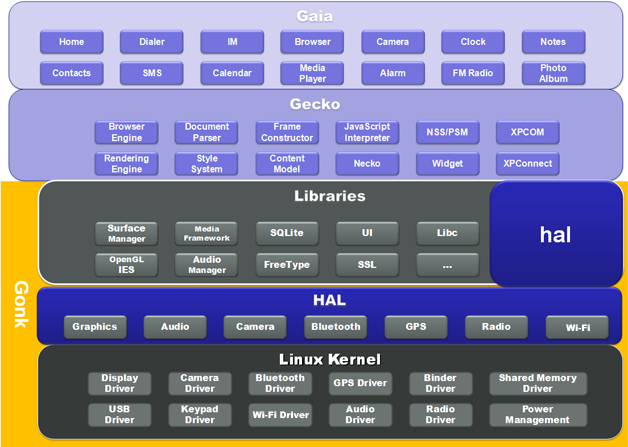 Gaia
Home Dialer IM Browser Camera Clock Notes
Contacts SMS Calendar Media Player Alarm FM Radio Photo Album
Gecko
Browser Engine Document Parser Frame Constructor JavaScript Interpreter NSS/PSM XPCOM
Rendering Engine Style System Content Model Necko Widget XPConnect
Gonk
Libraries
Surface Manager Media Framework SQLite UI Libc
OpenGL IES Audio Manager FreeType SSL ...
hal
HAL
Graphics Audio Camera Bluetooth GPS Radio Wi-Fi
Linux Kernel
Display Driver Camera Driver Bluetooth Driver GPS Driver Binder Driver Shared Memory Driver
USB Driver Keypad Driver Wi-Fi Driver Audio Driver Radio Driver Power Management